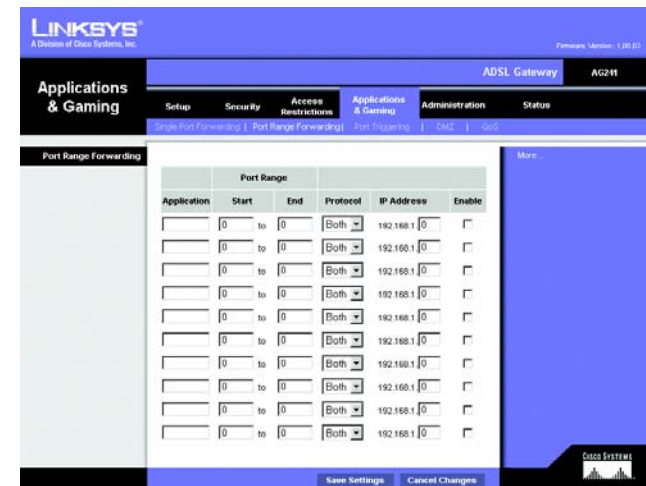 LINKSYS®
A Division of Cisco Systems, Inc.
Firmware Version: 1.00.03
ADSL Gateway AG241
Applications & Gaming
Setup Security Access Restrictions Applications & Gaming Administration Status
Single Port Forwarding | Port Range Forwarding | Port Triggering | DMZ | QoS
Port Range Forwarding
More...
Port Range
Application Start End Protocol IP Address Enable
0 to 0 Both 192.168.1. 0
0 to 0 Both 192.168.1. 0
0 to 0 Both 192.168.1. 0
0 to 0 Both 192.168.1. 0
0 to 0 Both 192.168.1. 0
0 to 0 Both 192.168.1. 0
0 to 0 Both 192.168.1. 0
0 to 0 Both 192.168.1. 0
0 to 0 Both 192.168.1. 0
0 to 0 Both 192.168.1. 0
Save Settings Cancel Changes
CISCO SYSTEMS